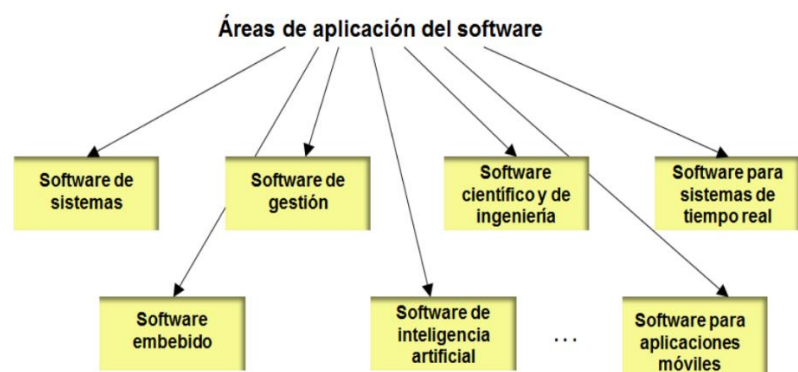 Áreas de aplicación del software
Software de
sistemas
Software de
gestión
Software
científico y de
ingeniería
Software para
sistemas de
tiempo real
Software
embebido
Software de
inteligencia
artificial
...
Software para
aplicaciones
móviles